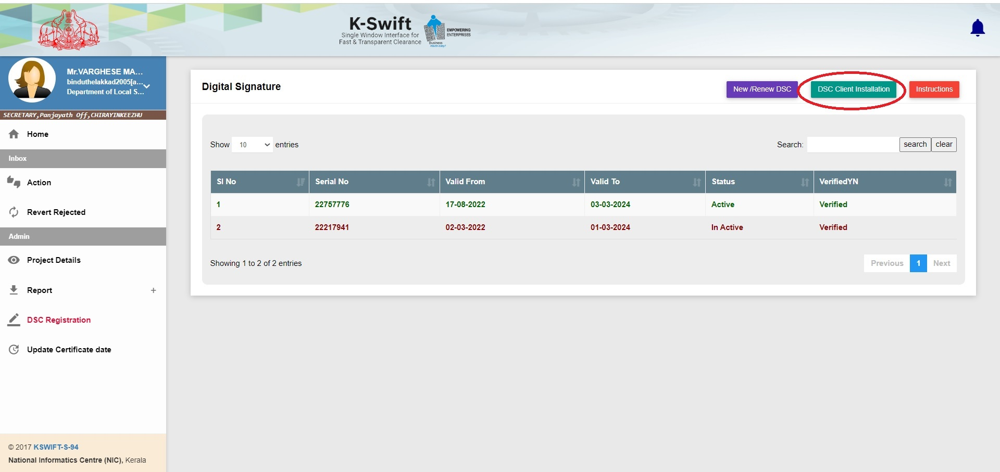 K-Swift
Single Window Interface for
Fast & Transparent Clearance
EMPOWERING
ENTERPRISES
Business
made easy!
Mr.VARGHESE MA...
binduthelakkad2005[a...
Department of Local S...
SECRETARY,Panjayath Off,CHIRAYINKEEZHU
Home
Inbox
Action
Revert Rejected
Admin
Project Details
Report +
DSC Registration
Update Certificate date
© 2017 KSWIFT-S-94
National Informatics Centre (NIC), Kerala
Digital Signature
New /Renew DSC DSC Client Installation Instructions
Show 10 entries Search: search clear
Sl No Serial No Valid From Valid To Status VerifiedYN
1 22757776 17-08-2022 03-03-2024 Active Verified
2 22217941 02-03-2022 01-03-2024 In Active Verified
Showing 1 to 2 of 2 entries Previous 1 Next